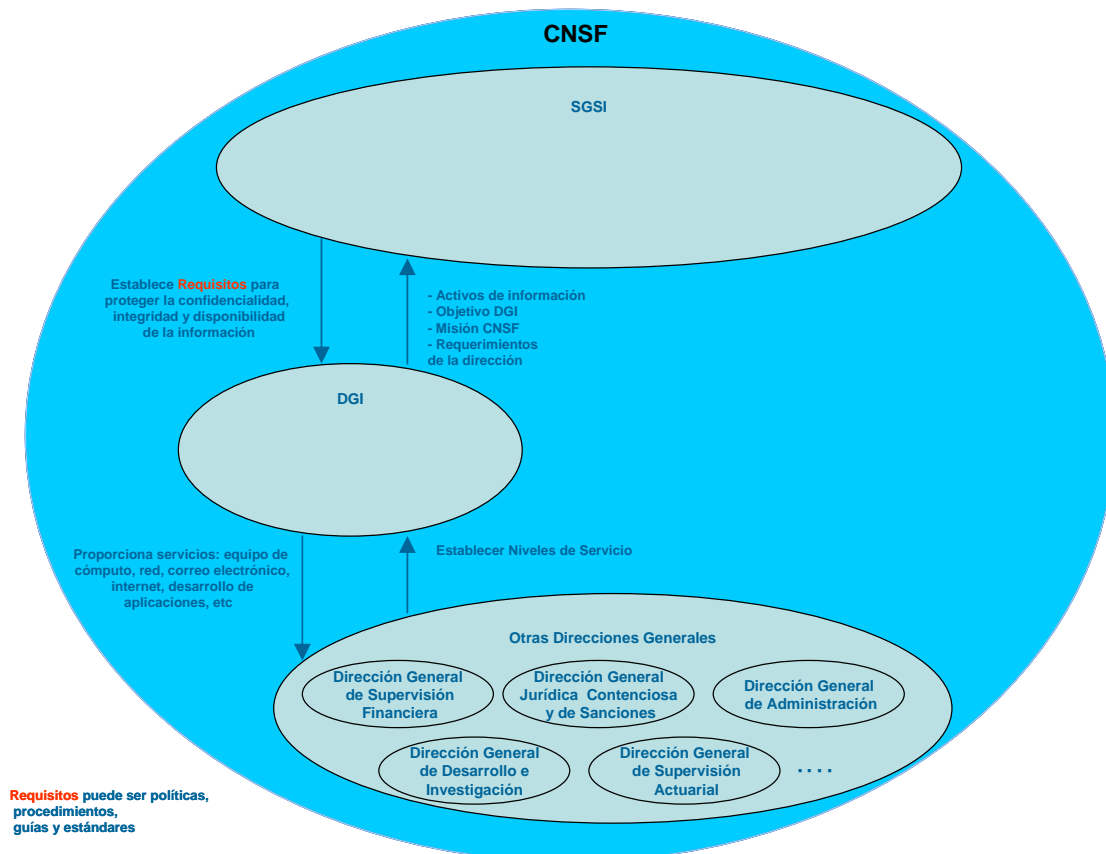 CNSF
SGSI
Establece Requisitos para
proteger la confidencialidad,
integridad y disponibilidad
de la información
- Activos de información
- Objetivo DGI
- Misión CNSF
- Requerimientos
de la dirección
DGI
Proporciona servicios: equipo de
cómputo, red, correo electrónico,
internet, desarrollo de
aplicaciones, etc
Establecer Niveles de Servicio
Otras Direcciones Generales
Dirección General
de Supervisión
Financiera
Dirección General
Jurídica Contenciosa
y de Sanciones
Dirección General
de Administración
Dirección General
de Desarrollo e
Investigación
Dirección General
de Supervisión
Actuarial
....
Requisitos puede ser políticas,
procedimientos,
guías y estándares